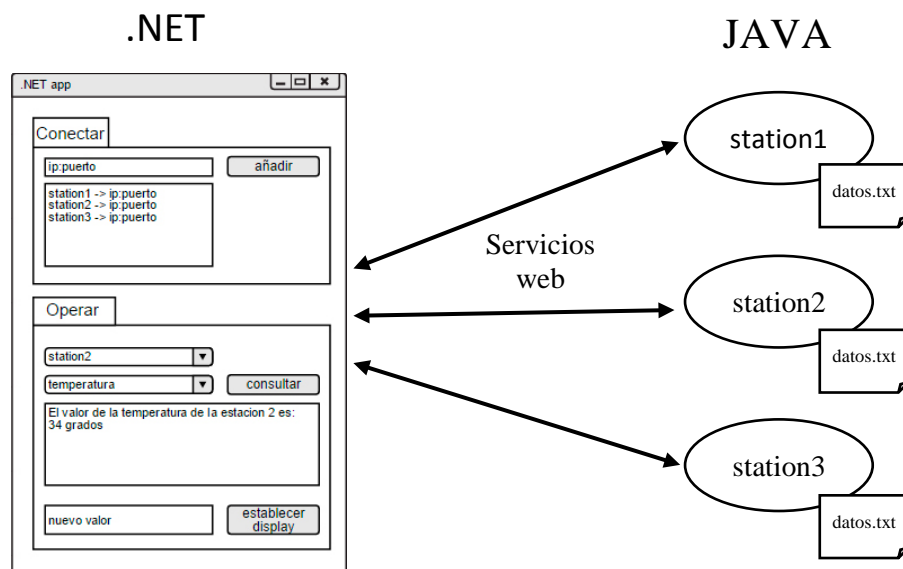 .NET
JAVA
.NET app
Conectar
ip:puerto
añadir
station1 -> ip:puerto
station2 -> ip:puerto
station3 -> ip:puerto
Operar
station2
temperatura
consultar
El valor de la temperatura de la estacion 2 es:
34 grados
nuevo valor
establecer
display
Servicios
web
station1
datos.txt
station2
datos.txt
station3
datos.txt